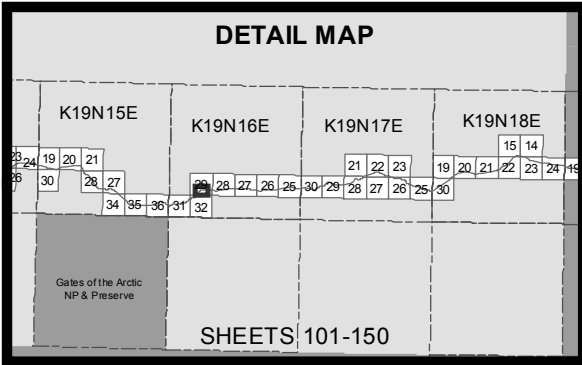 DETAIL MAP
K19N15E
K19N16E
K19N17E
K19N18E
15 14
23 24 19 20 21 21 22 23 19 20 21 22 23 24 19
26 30 28 27 29 28 27 26 25 30 29 28 27 26 25 30
34 35 36 31 32
Gates of the Arctic
NP & Preserve
SHEETS 101-150